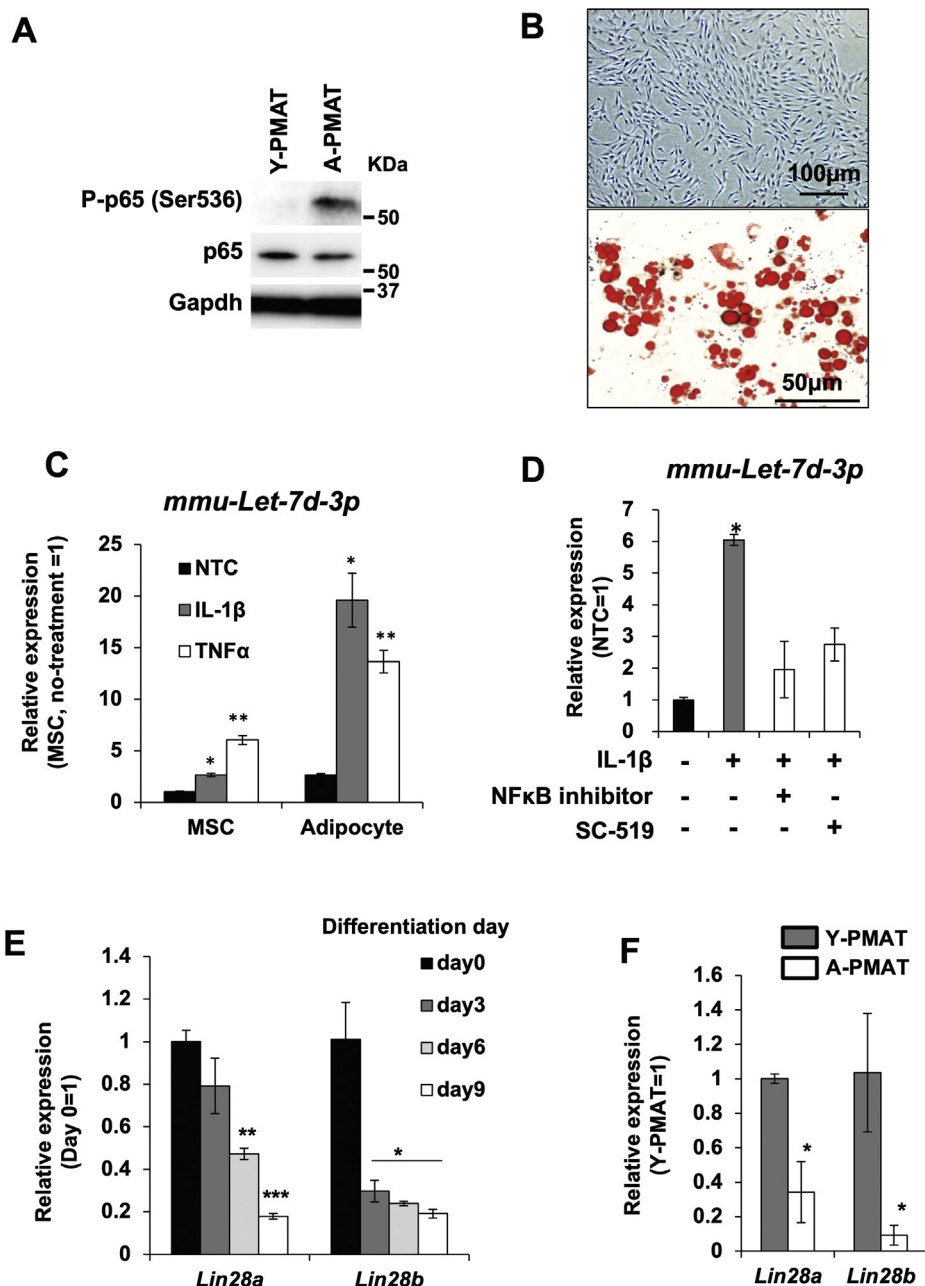 A
Y-PMAT
A-PMAT
KDa
P-p65 (Ser536)
50
p65
50
37
Gapdh
B
100μm
50μm
C
mmu-Let-7d-3p
Relative expression
(MSC, no-treatment =1)
25
20
15
10
5
0
NTC
IL-1β
TNFα
*
**
*
**
MSC
Adipocyte
D
mmu-Let-7d-3p
Relative expression
(NTC=1)
7
6
5
4
3
2
1
0
*
IL-1β - + + +
NFκB inhibitor - - + -
SC-519 - - - +
E
Differentiation day
day0
day3
day6
day9
Relative expression
(Day 0=1)
1.4
1.2
1
0.8
0.6
0.4
0.2
0
**
***
*
Lin28a
Lin28b
F
Y-PMAT
A-PMAT
Relative expression
(Y-PMAT=1)
1.6
1.4
1.2
1
0.8
0.6
0.4
0.2
0
*
*
Lin28a
Lin28b